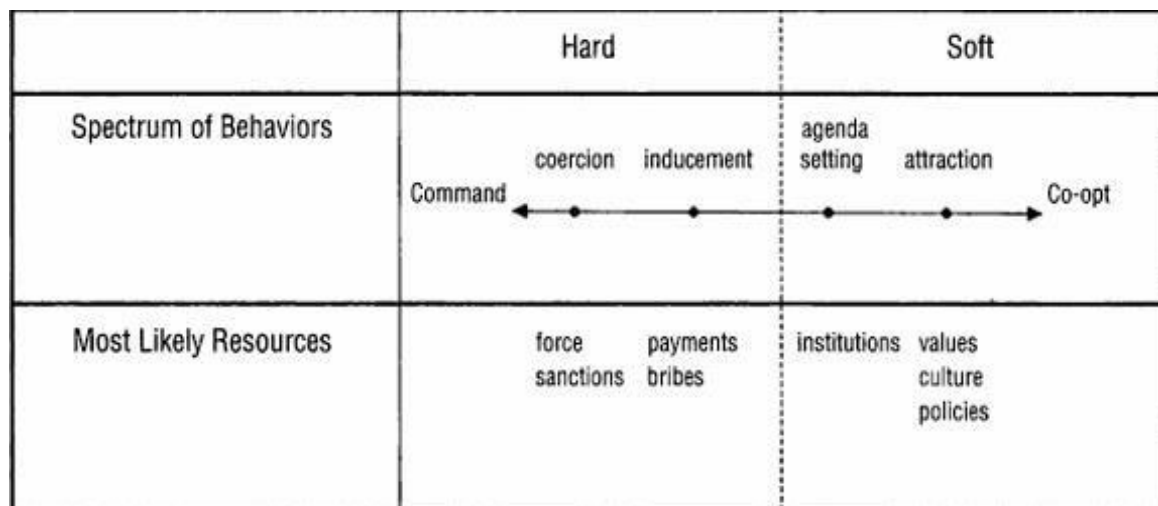 Hard Soft
Spectrum of Behaviors
agenda
coercion inducement setting attraction
Command Co-opt
Most Likely Resources
force payments institutions values
sanctions bribes culture
policies